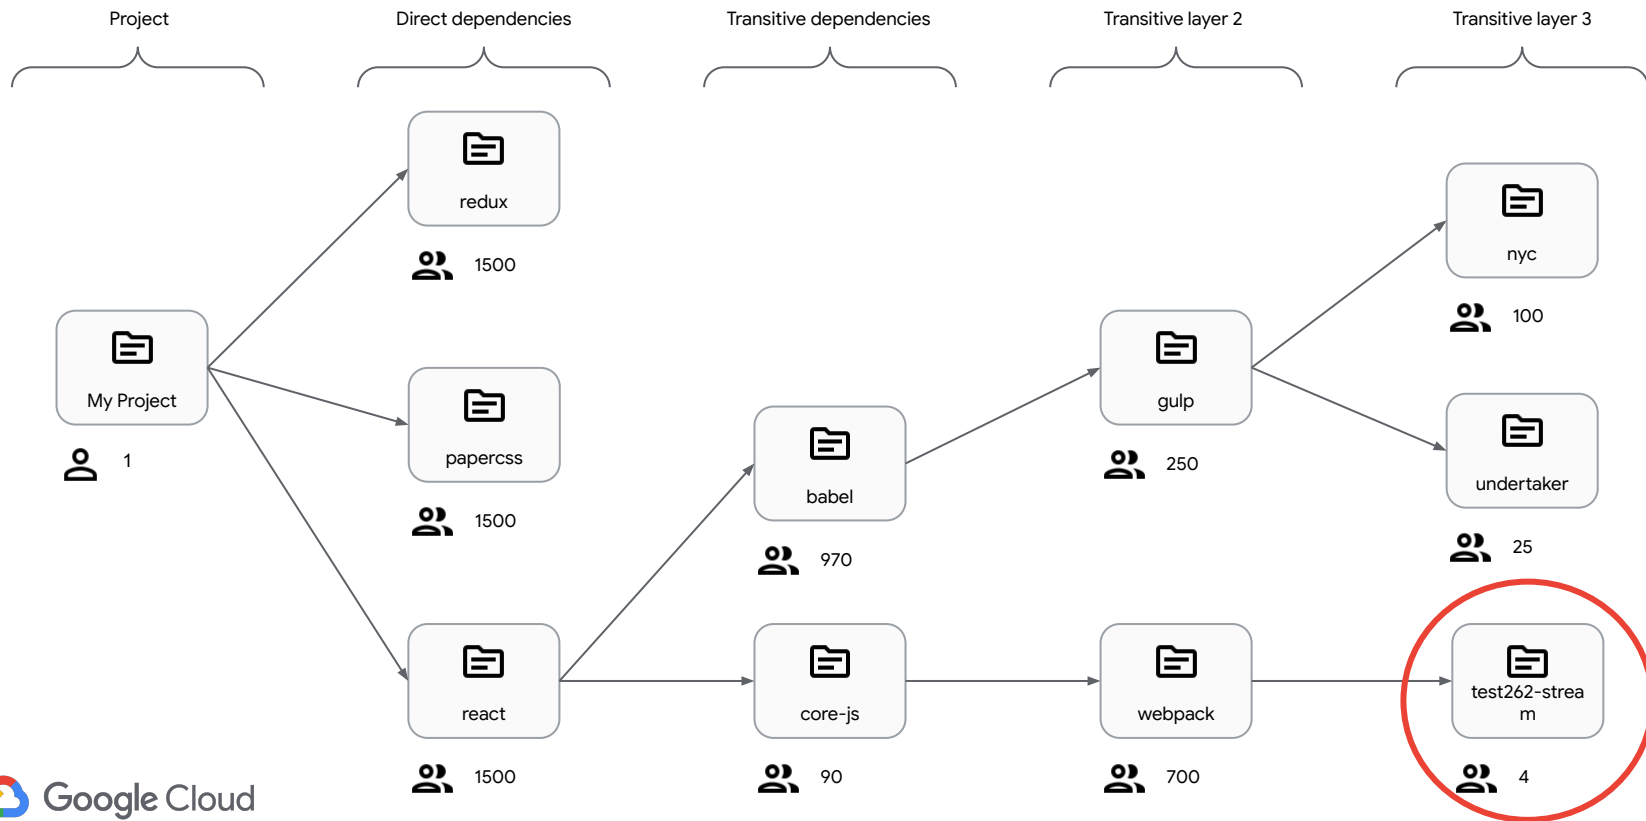 Project
Direct dependencies
Transitive dependencies
Transitive layer 2
Transitive layer 3
redux
1500
nyc
100
My Project
1
papercss
1500
babel
970
gulp
250
undertaker
25
react
1500
core-js
90
webpack
700
test262-strea
m
4
Google Cloud